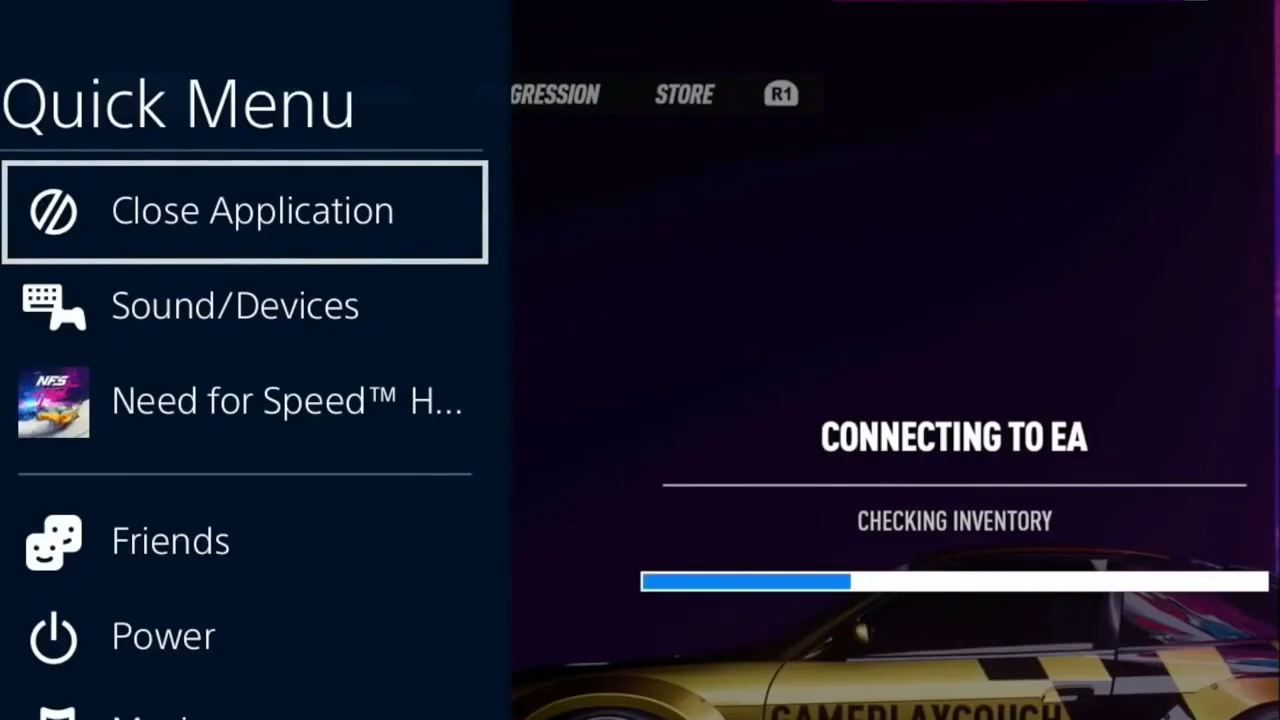 Quick Menu
GRESSION STORE R1
Close Application
Sound/Devices
NFS
Need for Speed™ H...
CONNECTING TO EA
CHECKING INVENTORY
Friends
Power
GAMEPLAYCOUCH